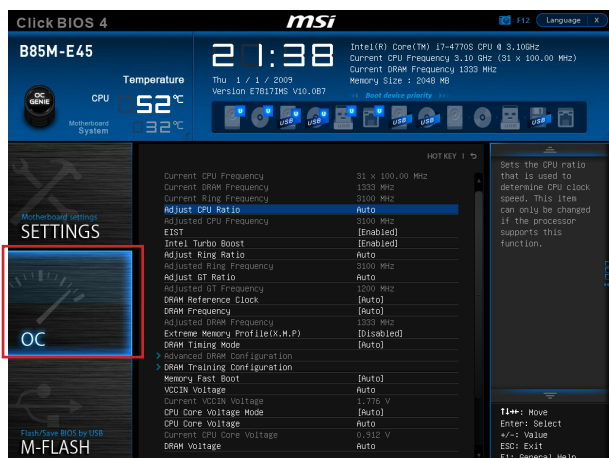 Click BIOS 4
msi
: F12 Language X
B85M-E45
Temperature
OC GENIE
CPU 52°C
Motherboard System 32°C
21:38
Thu 1 / 1 / 2009
Version E7817IMS V10.0B7
Intel(R) Core(TM) i7-4770S CPU @ 3.10GHz
Current CPU Frequency 3.10 GHz (31 x 100.00 MHz)
Current DRAM Frequency 1333 MHz
Memory Size : 2048 MB
Boot device priority
USB USB USB USB
HOT KEY
Motherboard settings
SETTINGS
OC
Flash/Save BIOS by USB
M-FLASH
Current CPU Frequency 31 x 100.00 MHz
Current DRAM Frequency 1333 MHz
Current Ring Frequency 3100 MHz
Adjust CPU Ratio Auto
Adjusted CPU Frequency 3100 MHz
EIST [Enabled]
Intel Turbo Boost [Enabled]
Adjust Ring Ratio Auto
Adjusted Ring Frequency 3100 MHz
Adjust GT Ratio Auto
Adjusted GT Frequency 1200 MHz
DRAM Reference Clock [Auto]
DRAM Frequency [Auto]
Adjusted DRAM Frequency 1333 MHz
Extreme Memory Profile(X.M.P) [Disabled]
DRAM Timing Mode [Auto]
> Advanced DRAM Configuration
> DRAM Training Configuration
Memory Fast Boot [Auto]
VCCIN Voltage Auto
Current VCCIN Voltage 1.776 V
CPU Core Voltage Mode [Auto]
CPU Core Voltage Auto
Current CPU Core Voltage 0.912 V
DRAM Voltage Auto
Sets the CPU ratio
that is used to
determine CPU clock
speed. This item
can only be changed
if the processor
supports this
function.
↑↓←→: Move
Enter: Select
+/-: Value
ESC: Exit
F1: General Help